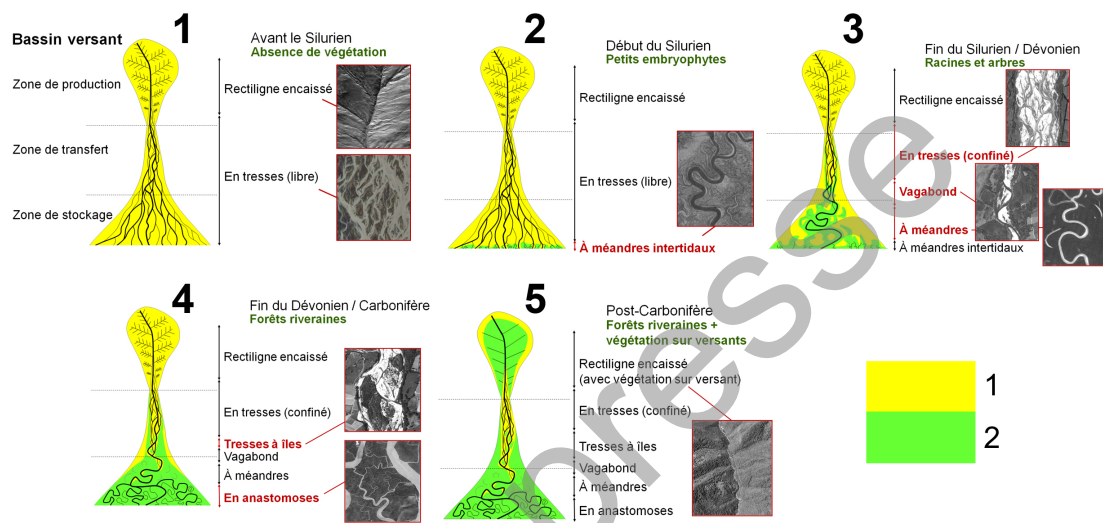 1
Bassin versant
Avant le Silurien
Absence de végétation
Zone de production
Rectiligne encaissé
Zone de transfert
En tresses (libre)
Zone de stockage
2
Début du Silurien
Petits embryophytes
Rectiligne encaissé
En tresses (libre)
À méandres intertidaux
3
Fin du Silurien / Dévonien
Racines et arbres
Rectiligne encaissé
En tresses (confiné)
Vagabond
À méandres
À méandres intertidaux
4
Fin du Dévonien / Carbonifère
Forêts riveraines
Rectiligne encaissé
En tresses (confiné)
Tresses à îles
Vagabond
À méandres
En anastomoses
5
Post-Carbonifère
Forêts riveraines +
végétation sur versants
Rectiligne encaissé
(avec végétation sur versant)
En tresses (confiné)
Tresses à îles
Vagabond
À méandres
En anastomoses
1
2
presse